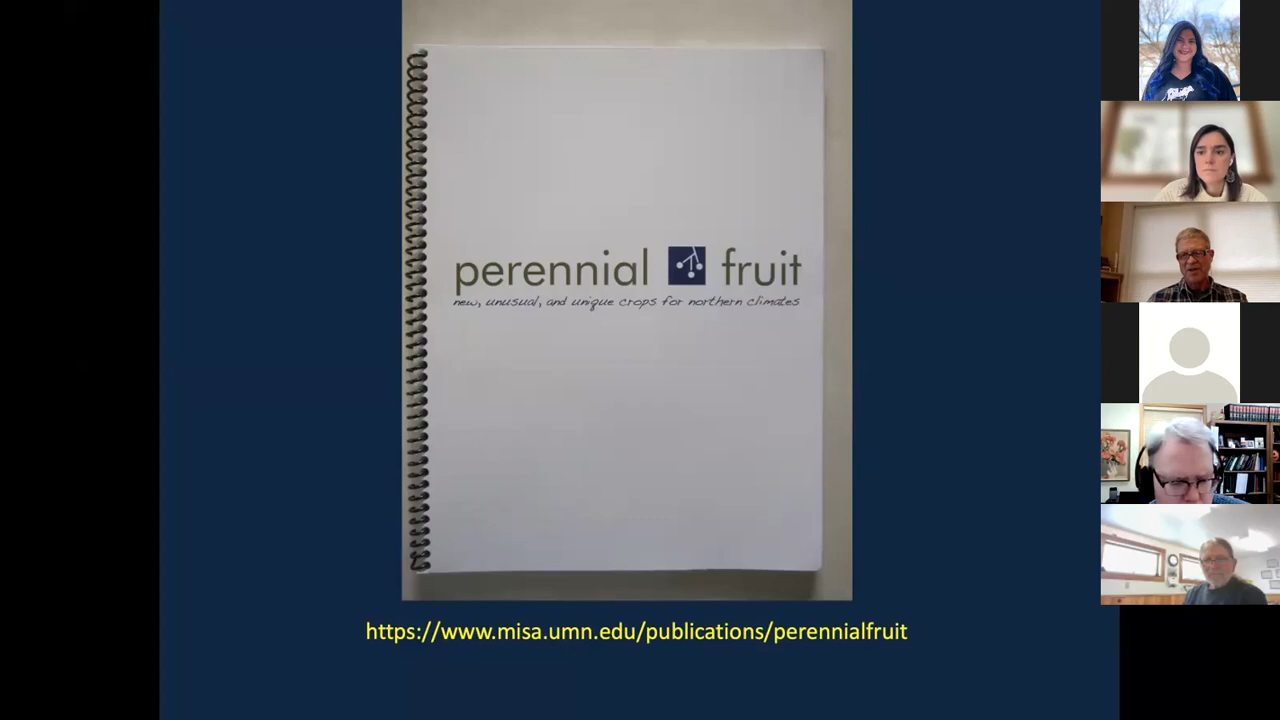 perennial fruit
new, unusual, and unique crops for northern climates
https://www.misa.umn.edu/publications/perennialfruit